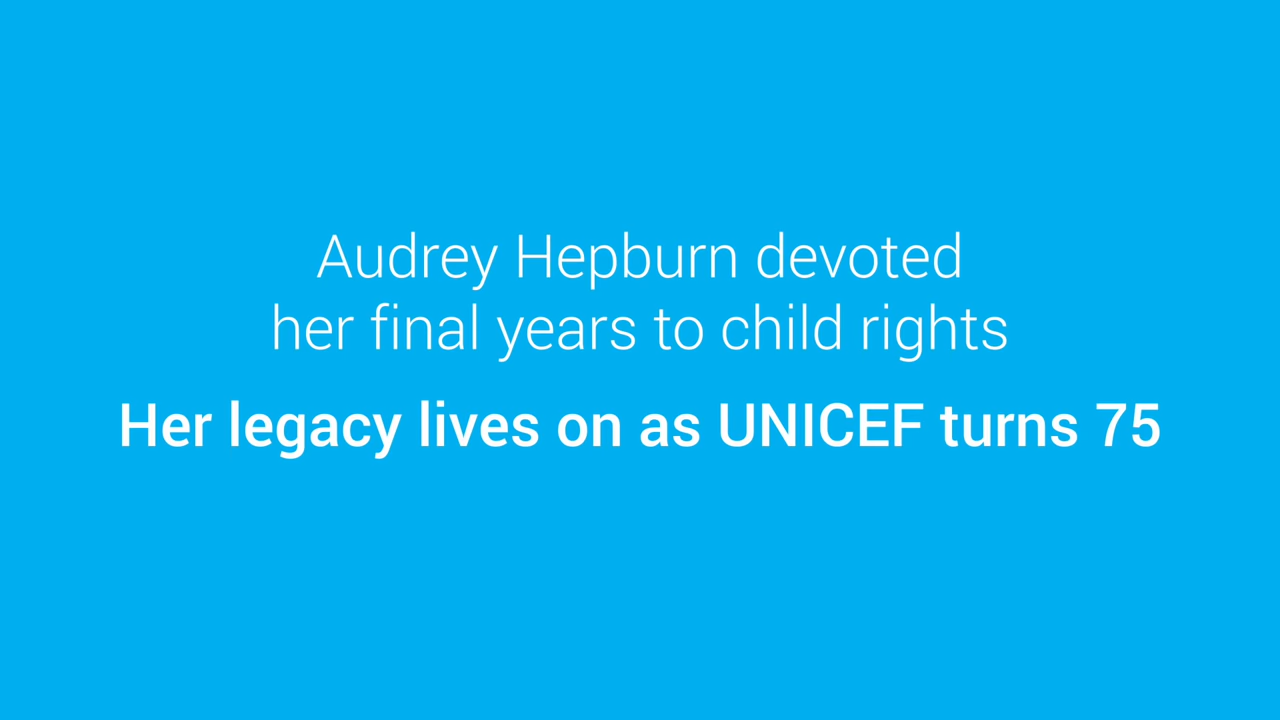 Audrey Hepburn devoted
her final years to child rights
Her legacy lives on as UNICEF turns 75